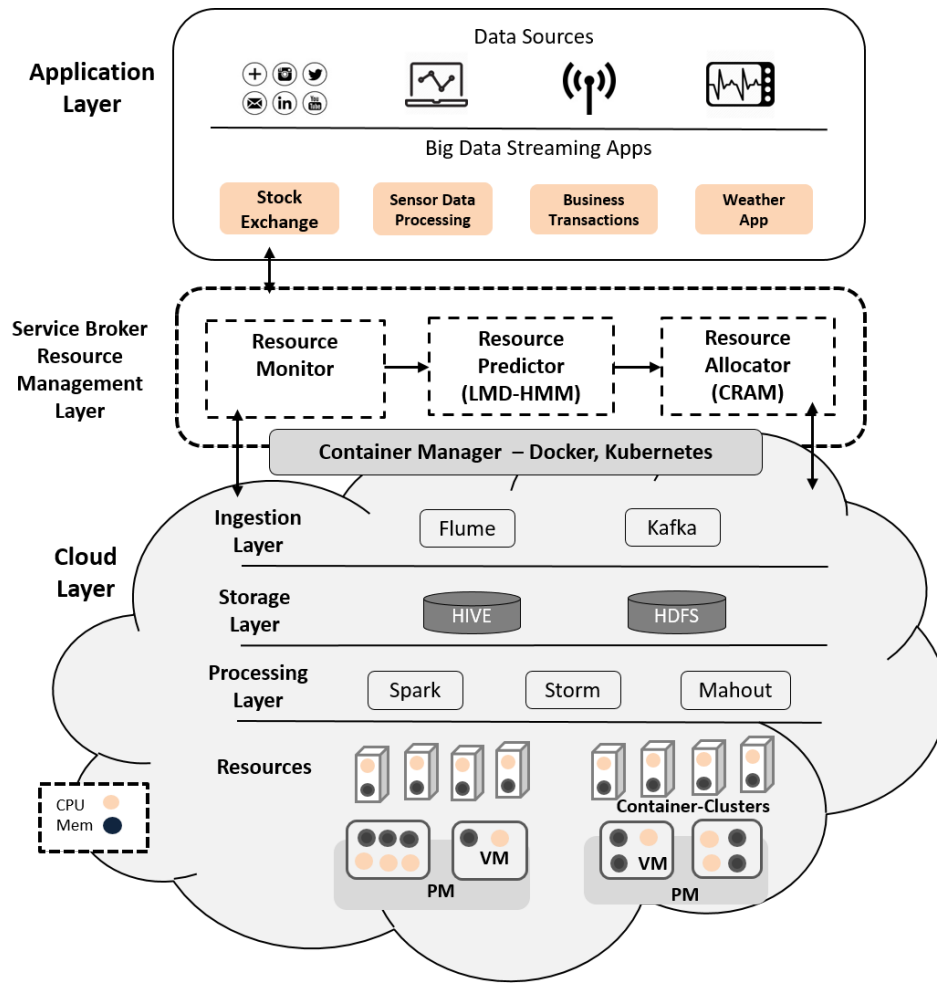 Data Sources
Application
Layer
You
Tube
in
Big Data Streaming Apps
Stock
Exchange
Sensor Data
Processing
Business
Transactions
Weather
App
Service Broker
Resource
Management
Layer
Resource
Monitor
Resource
Predictor
(LMD-HMM)
Resource
Allocator
(CRAM)
Container Manager – Docker, Kubernetes
Cloud
Layer
Ingestion
Layer
Flume
Kafka
Storage
Layer
HIVE
HDFS
Processing
Layer
Spark
Storm
Mahout
Resources
Container-Clusters
CPU
Mem
VM
PM
VM
PM